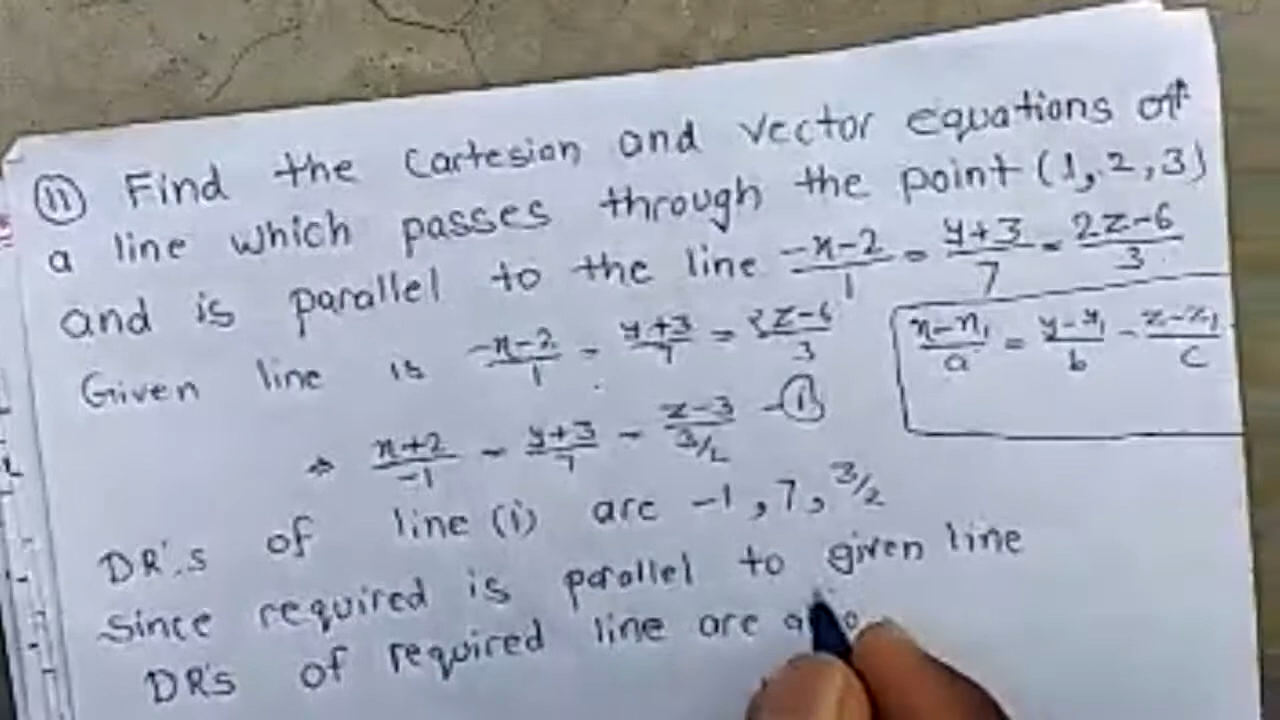 (11) Find the Cartesian and vector equations of
a line which passes through the point (1, 2, 3)
and is parallel to the line (-x-2)/1 = (y+3)/7 = (2z-6)/3
Given line is (-x-2)/1 = (y+3)/7 = (2z-6)/3
(x-x₁)/a = (y-y₁)/b = (z-z₁)/c
⇒ (x+2)/-1 = (y+3)/7 = (z-3)/(3/2) -(i)
DR's of line (i) are -1, 7, 3/2
Since required is parallel to given line
DR's of required line are